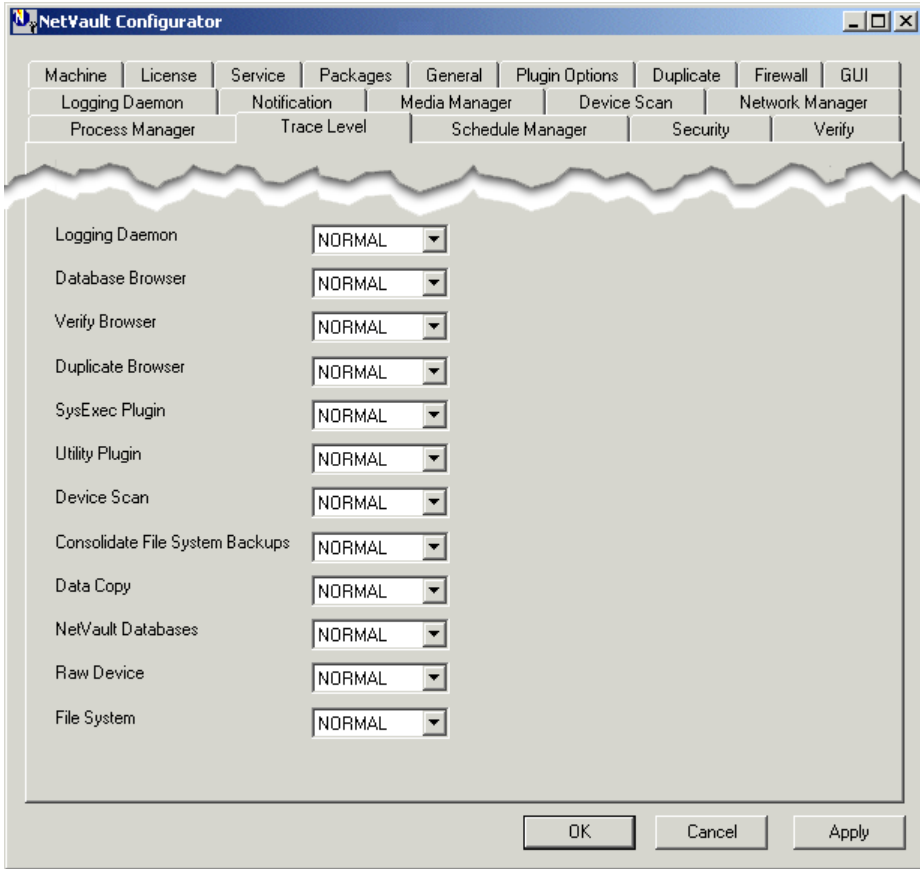 NetVault Configurator
Machine License Service Packages General Plugin Options Duplicate Firewall GUI
Logging Daemon Notification Media Manager Device Scan Network Manager
Process Manager Trace Level Schedule Manager Security Verify
Logging Daemon NORMAL
Database Browser NORMAL
Verify Browser NORMAL
Duplicate Browser NORMAL
SysExec Plugin NORMAL
Utility Plugin NORMAL
Device Scan NORMAL
Consolidate File System Backups NORMAL
Data Copy NORMAL
NetVault Databases NORMAL
Raw Device NORMAL
File System NORMAL
OK Cancel Apply